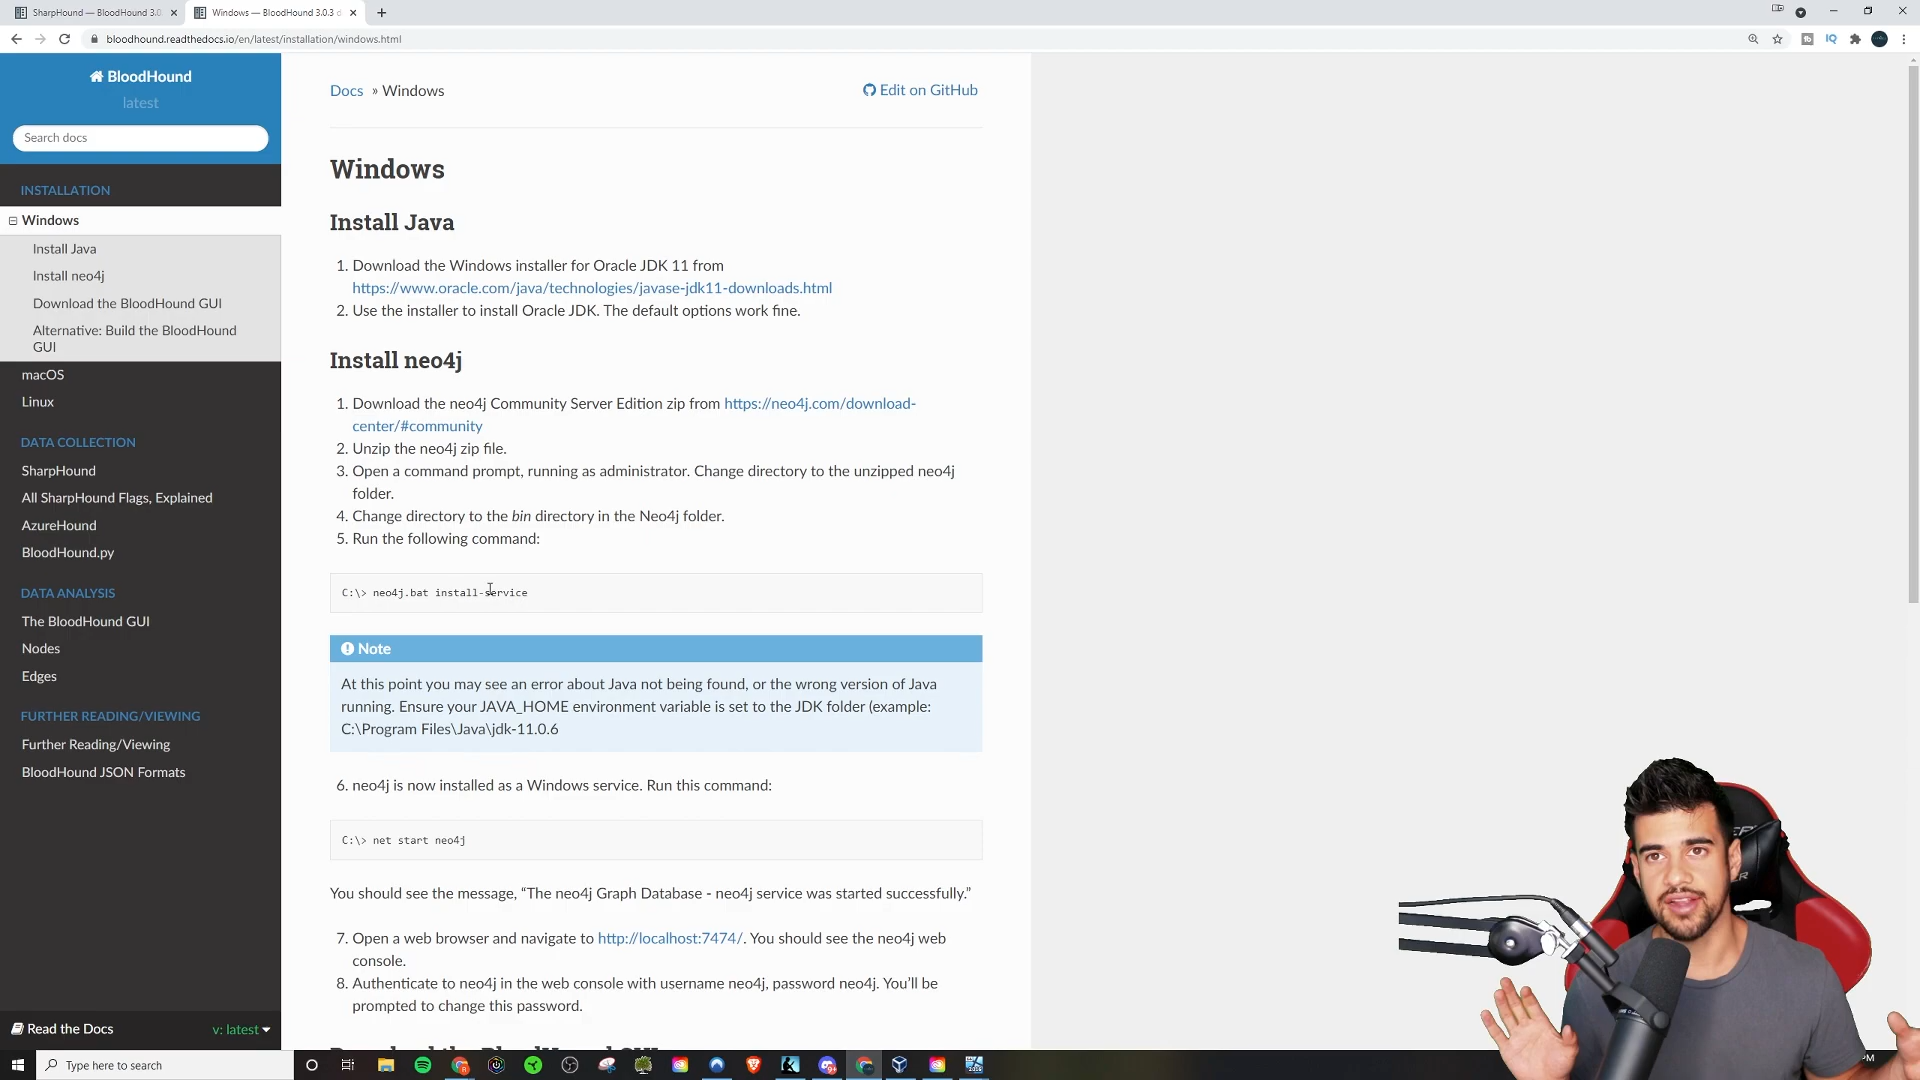 SharpHound — BloodHound 3.0
Windows — BloodHound 3.0.3 d
bloodhound.readthedocs.io/en/latest/installation/windows.html
BloodHound
latest
Search docs
INSTALLATION
Windows
Install Java
Install neo4j
Download the BloodHound GUI
Alternative: Build the BloodHound
GUI
macOS
Linux
DATA COLLECTION
SharpHound
All SharpHound Flags, Explained
AzureHound
BloodHound.py
DATA ANALYSIS
The BloodHound GUI
Nodes
Edges
FURTHER READING/VIEWING
Further Reading/Viewing
BloodHound JSON Formats
Read the Docs
v: latest
Docs » Windows
Edit on GitHub
Windows
Install Java
1. Download the Windows installer for Oracle JDK 11 from
https://www.oracle.com/java/technologies/javase-jdk11-downloads.html
2. Use the installer to install Oracle JDK. The default options work fine.
Install neo4j
1. Download the neo4j Community Server Edition zip from https://neo4j.com/download-
center/#community
2. Unzip the neo4j zip file.
3. Open a command prompt, running as administrator. Change directory to the unzipped neo4j
folder.
4. Change directory to the bin directory in the Neo4j folder.
5. Run the following command:
C:\> neo4j.bat install-service
Note
At this point you may see an error about Java not being found, or the wrong version of Java
running. Ensure your JAVA_HOME environment variable is set to the JDK folder (example:
C:\Program Files\Java\jdk-11.0.6
6. neo4j is now installed as a Windows service. Run this command:
C:\> net start neo4j
You should see the message, “The neo4j Graph Database - neo4j service was started successfully.”
7. Open a web browser and navigate to http://localhost:7474/. You should see the neo4j web
console.
8. Authenticate to neo4j in the web console with username neo4j, password neo4j. You’ll be
prompted to change this password.
Type here to search
PM